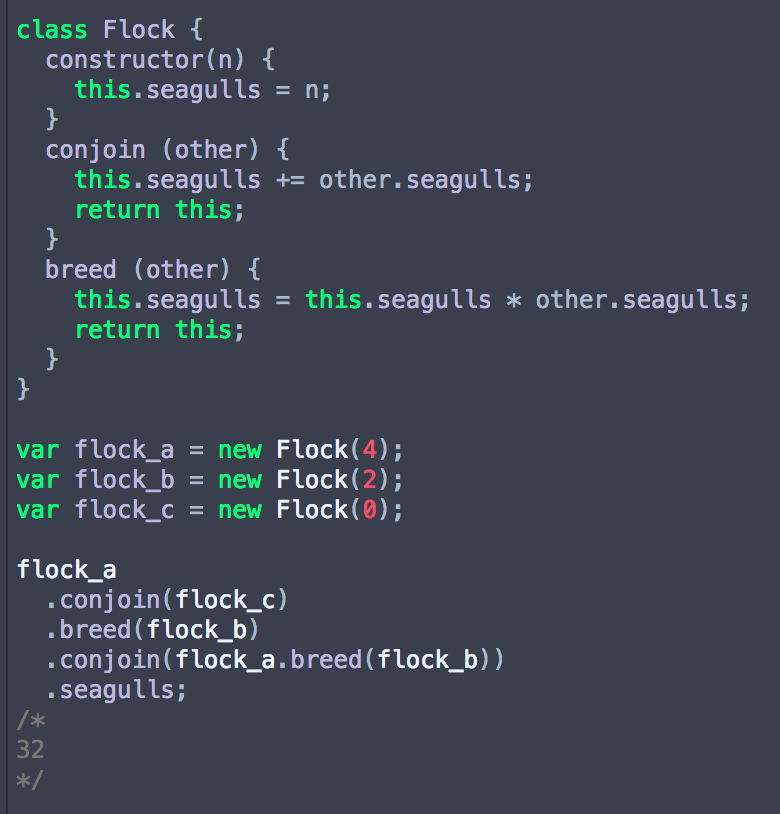 class Flock {
  constructor(n) {
    this.seagulls = n;
  }
  conjoin (other) {
    this.seagulls += other.seagulls;
    return this;
  }
  breed (other) {
    this.seagulls = this.seagulls * other.seagulls;
    return this;
  }
}

var flock_a = new Flock(4);
var flock_b = new Flock(2);
var flock_c = new Flock(0);

flock_a
  .conjoin(flock_c)
  .breed(flock_b)
  .conjoin(flock_a.breed(flock_b))
  .seagulls;
/*
32
*/